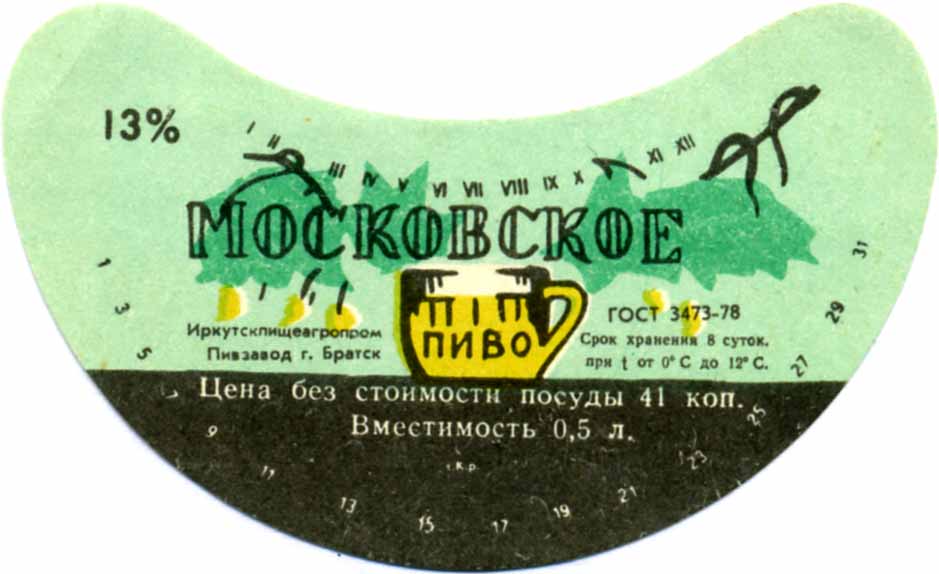 13%
I II III IV V VI VII VIII IX X XI XII
МОСКОВСКОЕ
ПИВО
Иркутскпищеагропром
Пивзавод г. Братск
ГОСТ 3473-78
Срок хранения 8 суток.
при t от 0° С до 12° С.
Цена без стоимости посуды 41 коп.
Вместимость 0,5 л.
1 3 5 9 11 13 15 17 19 21 23 25 27 29 31